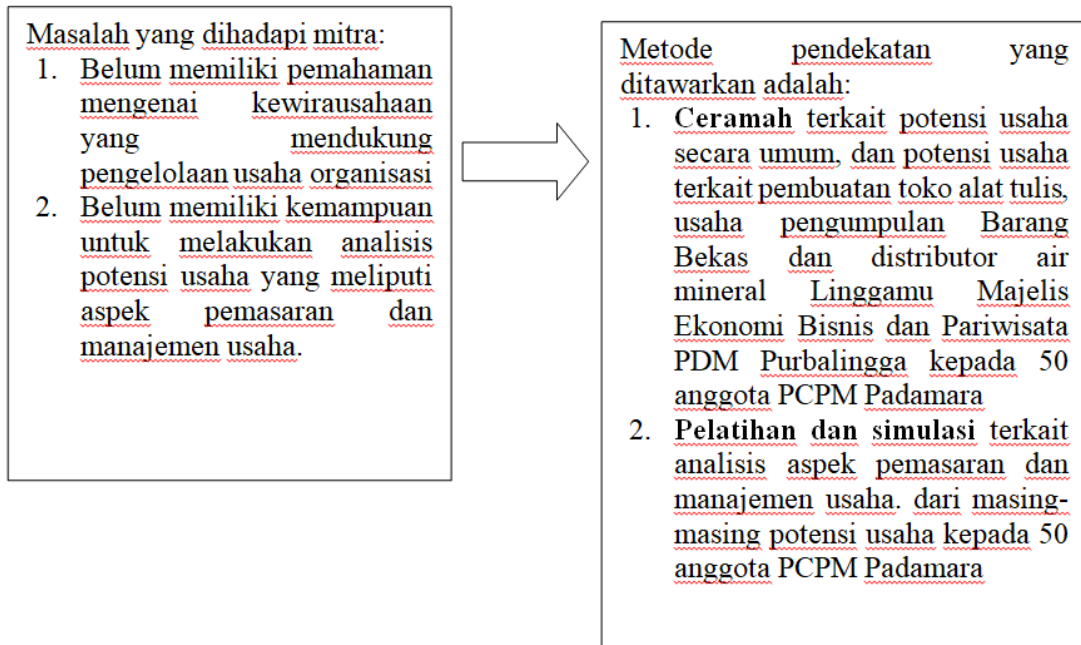 Masalah yang dihadapi mitra:
1. Belum memiliki pemahaman
mengenai kewirausahaan
yang mendukung
pengelolaan usaha organisasi
2. Belum memiliki kemampuan
untuk melakukan analisis
potensi usaha yang meliputi
aspek pemasaran dan
manajemen usaha.
Metode pendekatan yang
ditawarkan adalah:
1. Ceramah terkait potensi usaha
secara umum, dan potensi usaha
terkait pembuatan toko alat tulis,
usaha pengumpulan Barang
Bekas dan distributor air
mineral Linggamu Majelis
Ekonomi Bisnis dan Pariwisata
PDM Purbalingga kepada 50
anggota PCPM Padamara
2. Pelatihan dan simulasi terkait
analisis aspek pemasaran dan
manajemen usaha. dari masing-
masing potensi usaha kepada 50
anggota PCPM Padamara